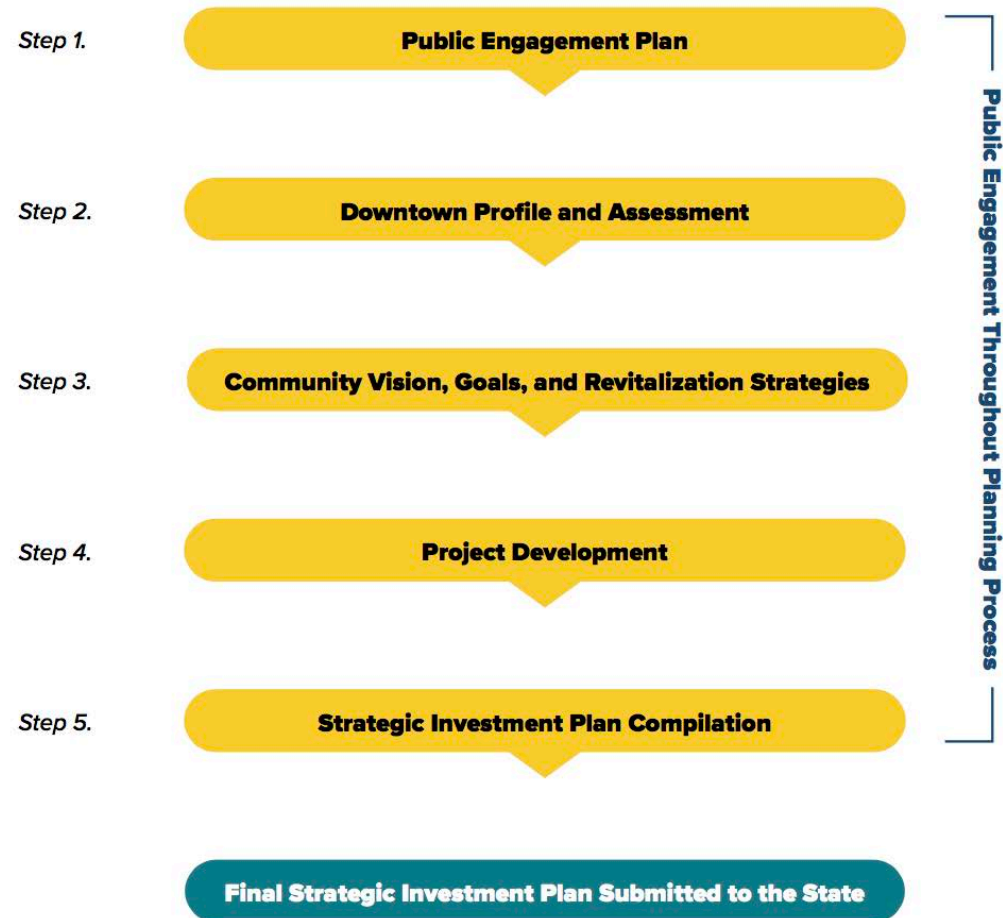 Step 1.
Public Engagement Plan
Step 2.
Downtown Profile and Assessment
Step 3.
Community Vision, Goals, and Revitalization Strategies
Step 4.
Project Development
Step 5.
Strategic Investment Plan Compilation
Final Strategic Investment Plan Submitted to the State
Public Engagement Throughout Planning Process